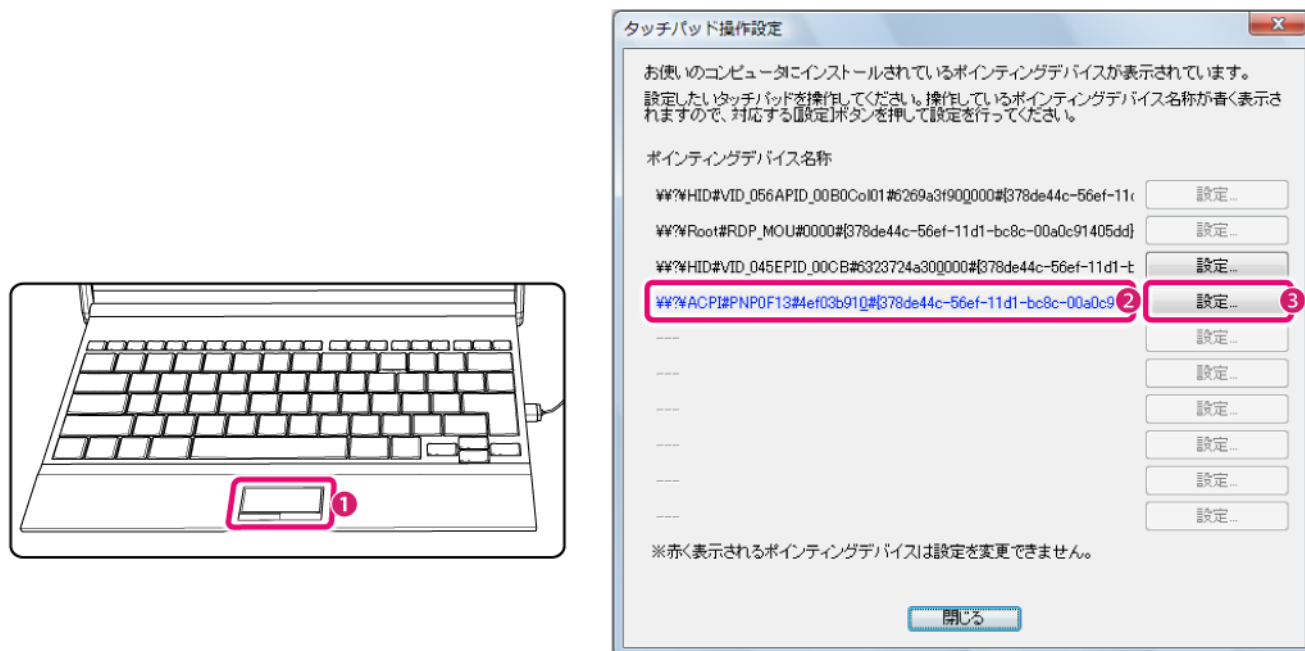 ❶
タッチパッド操作設定
お使いのコンピュータにインストールされているポインティングデバイスが表示されています。
設定したいタッチパッドを操作してください。操作しているポインティングデバイス名称が青く表示さ
れますので、対応する[設定]ボタンを押して設定を行ってください。
ポインティングデバイス名称
¥¥?¥HID#VID_056APID_00B0Col01#6269a3f900000#{378de44c-56ef-11c 設定...
¥¥?¥Root#RDP_MOU#0000#{378de44c-56ef-11d1-bc8c-00a0c91405dd} 設定...
¥¥?¥HID#VID_045EPID_00CB#6323724a300000#{378de44c-56ef-11d1-b 設定...
¥¥?¥ACPI#PNP0F13#4ef03b910#{378de44c-56ef-11d1-bc8c-00a0c9 ❷ 設定... ❸
--- 設定...
--- 設定...
--- 設定...
--- 設定...
--- 設定...
--- 設定...
※赤く表示されるポインティングデバイスは設定を変更できません。
閉じる